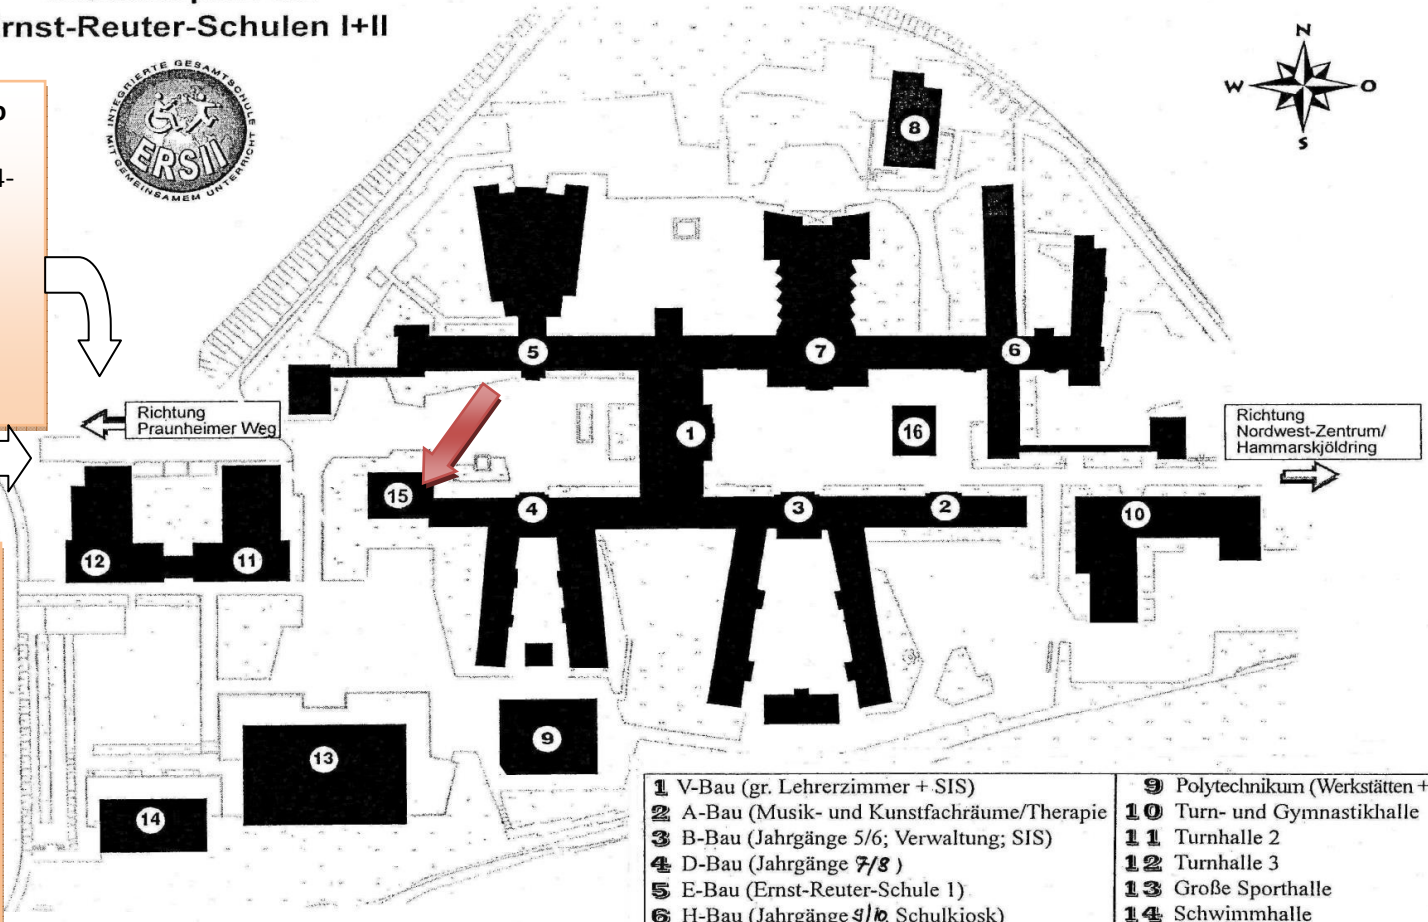 rnst-Reuter-Schulen I+II
INTEGRIERTE GESAMTSCHULE
MIT GEMEINSAMEM UNTERRICHT
ERSII
4-
N
W O
S
8
5
7
6
Richtung
Praunheimer Weg
1
16
Richtung
Nordwest-Zentrum/
Hammarskjöldring
15
4
3
2
10
12
11
9
13
14
1 V-Bau (gr. Lehrerzimmer + SIS)
2 A-Bau (Musik- und Kunstfachräume/Therapie
3 B-Bau (Jahrgänge 5/6; Verwaltung; SIS)
4 D-Bau (Jahrgänge 7/8)
5 E-Bau (Ernst-Reuter-Schule 1)
6 H-Bau (Jahrgänge 9/10 Schulkiosk)
9 Polytechnikum (Werkstätten +
10 Turn- und Gymnastikhalle
11 Turnhalle 2
12 Turnhalle 3
13 Große Sporthalle
14 Schwimmhalle